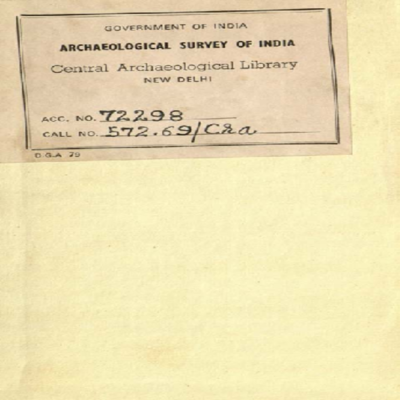 GOVERNMENT OF INDIA
ARCHAEOLOGICAL SURVEY OF INDIA
Central Archaeological Library
NEW DELHI
ACC. NO. 72298
CALL NO. 572.69/Cha
D.G.A 79